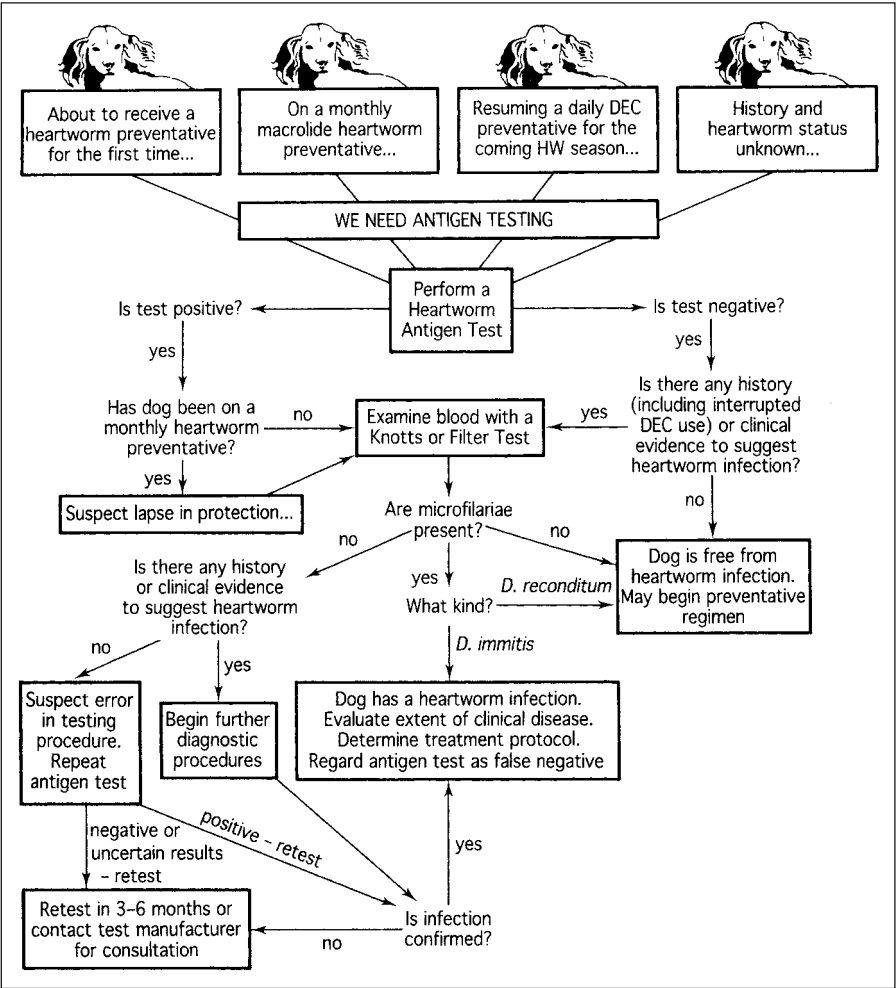 About to receive a
heartworm preventative
for the first time...
On a monthly
macrolide heartworm
preventative...
Resuming a daily DEC
preventative for the
coming HW season...
History and
heartworm status
unknown...
WE NEED ANTIGEN TESTING
Perform a
Heartworm
Antigen Test
Is test positive?
Is test negative?
yes
yes
Has dog been on a
monthly heartworm
preventative?
no
Examine blood with a
Knotts or Filter Test
yes
Is there any history
(including interrupted
DEC use) or clinical
evidence to suggest
heartworm infection?
yes
Suspect lapse in protection...
no
Are microfilariae
present?
no
no
Is there any history
or clinical evidence
to suggest heartworm
infection?
yes
What kind?
D. reconditum
Dog is free from
heartworm infection.
May begin preventative
regimen
D. immitis
no
yes
Suspect error
in testing
procedure.
Repeat
antigen test
Begin further
diagnostic
procedures
Dog has a heartworm infection.
Evaluate extent of clinical disease.
Determine treatment protocol.
Regard antigen test as false negative
negative or
uncertain results
– retest
positive – retest
yes
Retest in 3–6 months or
contact test manufacturer
for consultation
no
Is infection
confirmed?